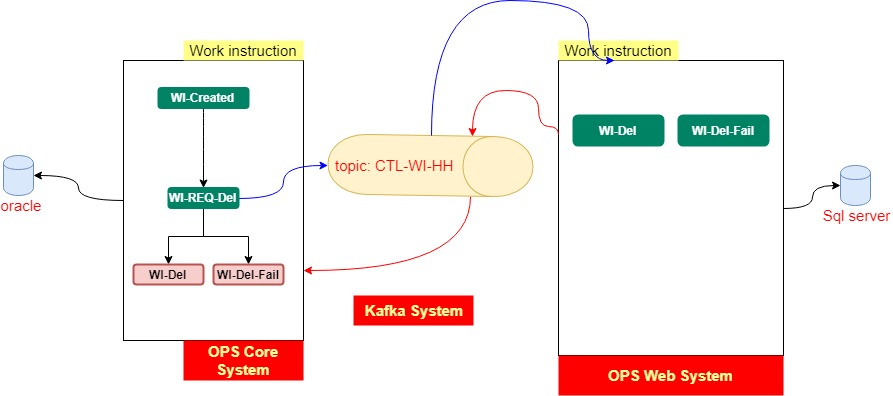 Work instruction
Work instruction
WI-Created
WI-Del
WI-Del-Fail
topic: CTL-WI-HH
WI-REQ-Del
oracle
Sql server
WI-Del
WI-Del-Fail
Kafka System
OPS Core
System
OPS Web System